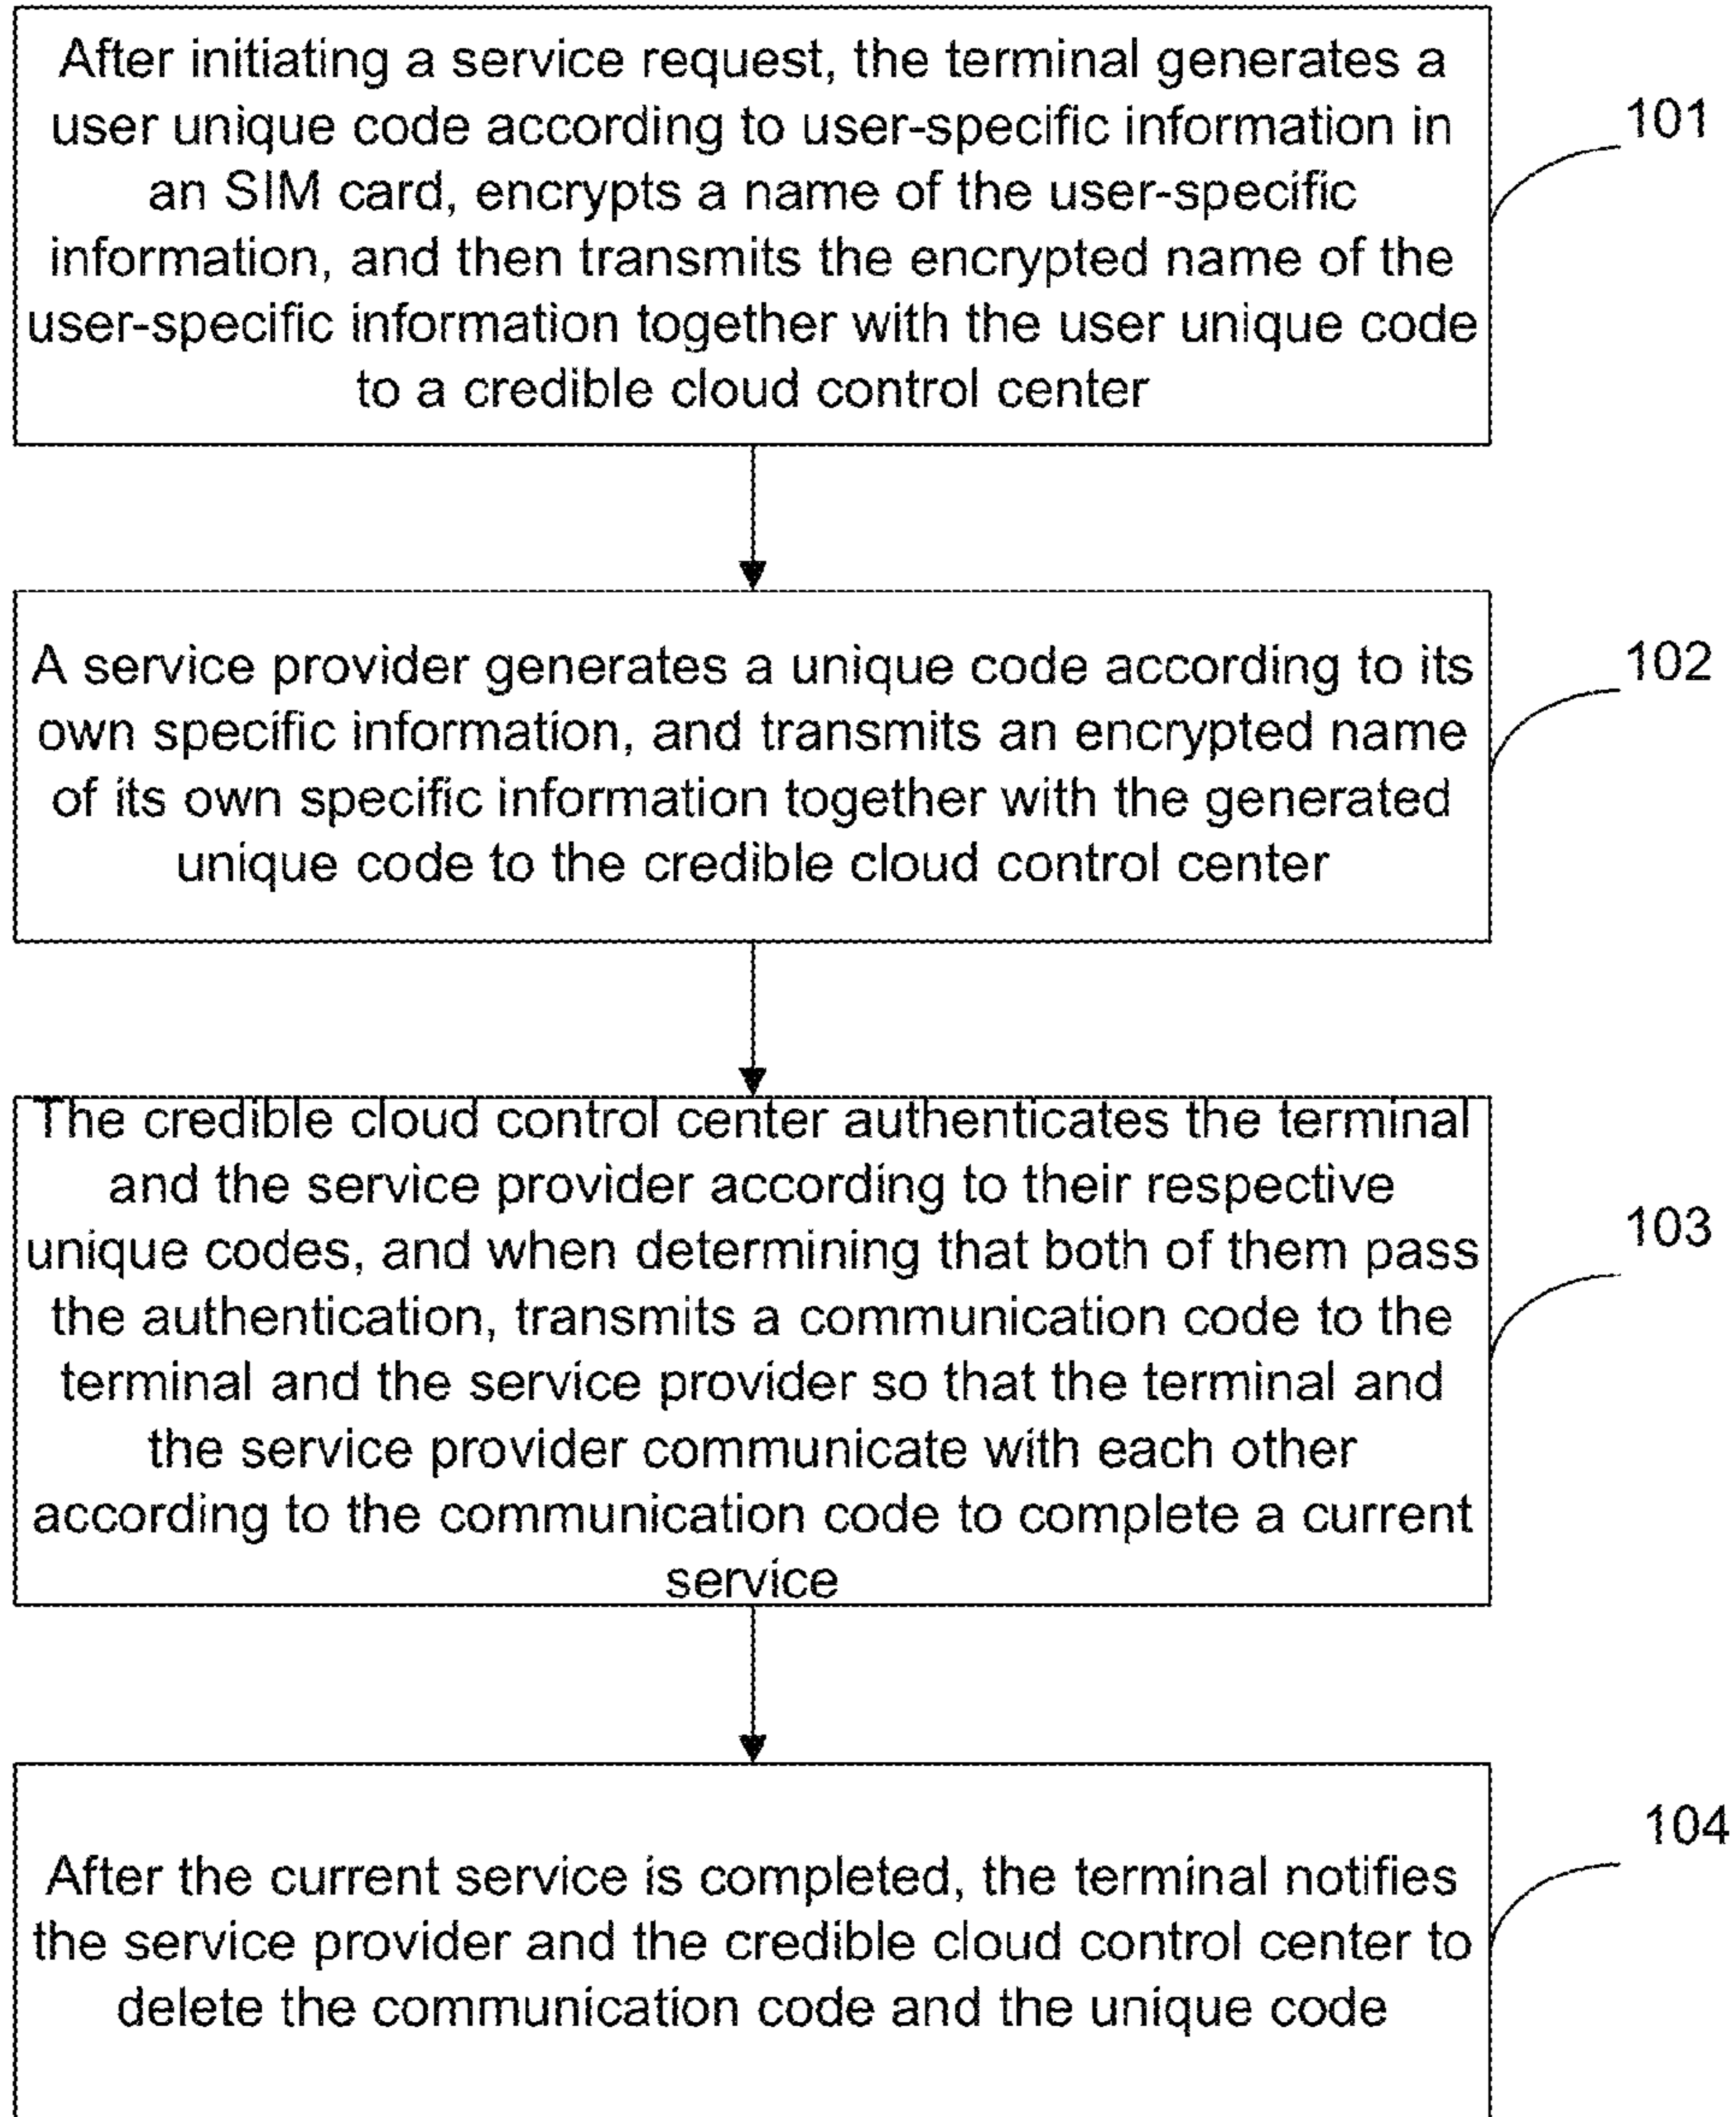 After initiating a service request, the terminal generates a
user unique code according to user-specific information in
an SIM card, encrypts a name of the user-specific
information, and then transmits the encrypted name of the
user-specific information together with the user unique code
to a credible cloud control center
101
A service provider generates a unique code according to its
own specific information, and transmits an encrypted name
of its own specific information together with the generated
unique code to the credible cloud control center
102
The credible cloud control center authenticates the terminal
and the service provider according to their respective
unique codes, and when determining that both of them pass
the authentication, transmits a communication code to the
terminal and the service provider so that the terminal and
the service provider communicate with each other
according to the communication code to complete a current
service
103
After the current service is completed, the terminal notifies
the service provider and the credible cloud control center to
delete the communication code and the unique code
104